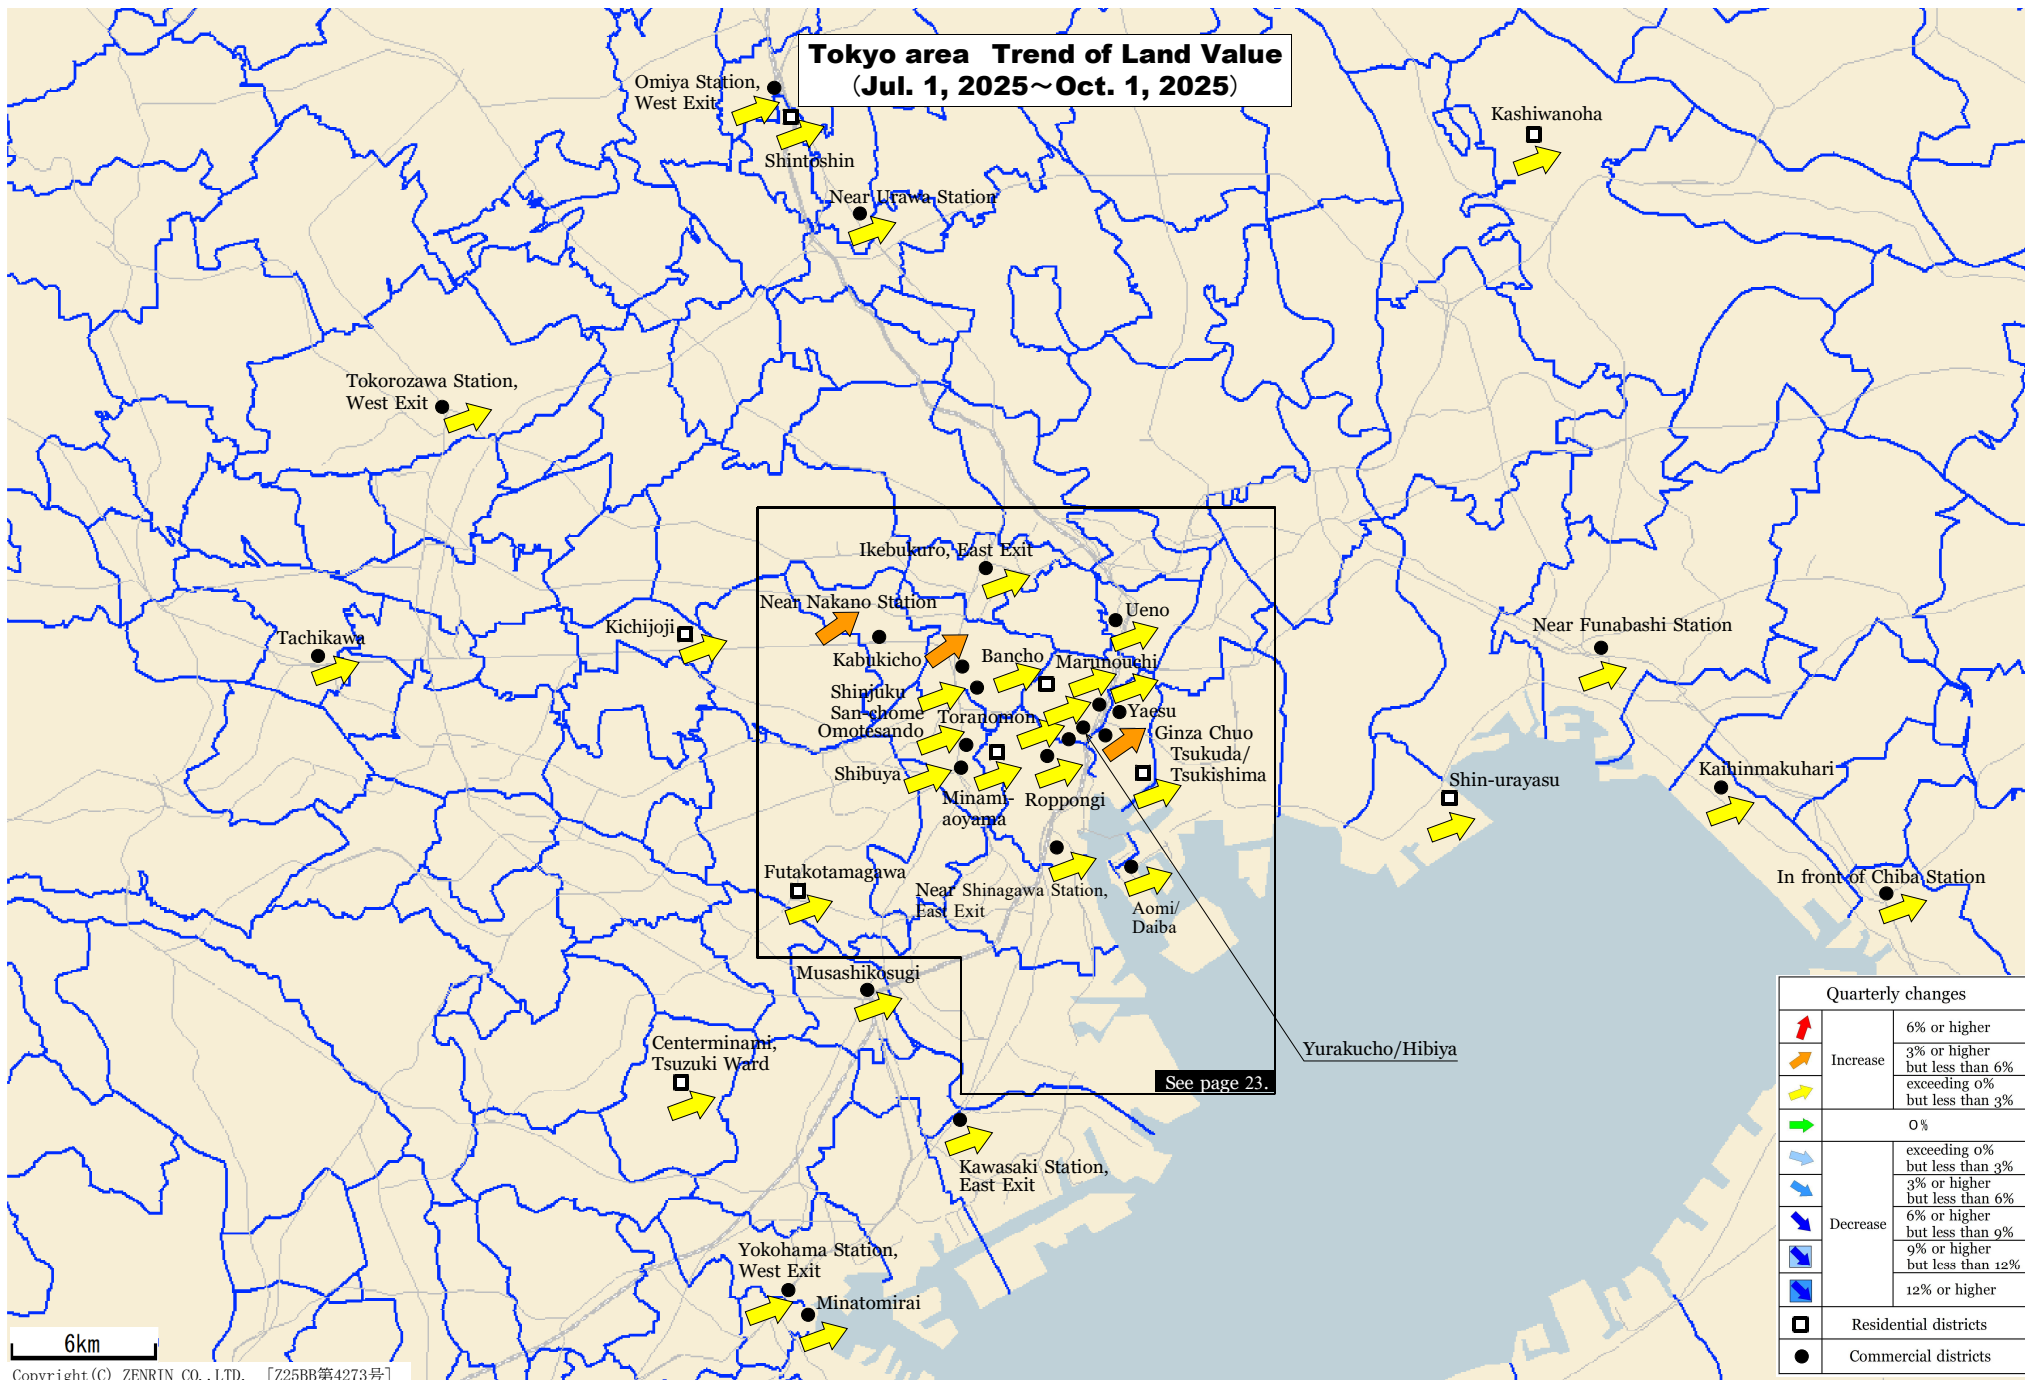 Tokyo area Trend of Land Value
（Jul. 1, 2025～Oct. 1, 2025）
Omiya Station,
West Exit
Shintoshin
Near Urawa Station
Kashiwanoha
Tokorozawa Station,
West Exit
Ikebukuro, East Exit
Near Nakano Station
Ueno
Kichijoji
Tachikawa
Near Funabashi Station
Kabukicho
Bancho
Marunouchi
Shinjuku
San-chome
Toranomon
Yaesu
Omotesando
Ginza Chuo
Tsukuda/
Tsukishima
Shibuya
Minami-
aoyama
Roppongi
Shin-urayasu
Kaihinmakuhari
Futakotamagawa
Near Shinagawa Station,
East Exit
Aomi/
Daiba
In front of Chiba Station
Musashikosugi
Yurakucho/Hibiya
Centerminami,
Tsuzuki Ward
See page 23.
Kawasaki Station,
East Exit
Yokohama Station,
West Exit
Minatomirai
Quarterly changes
Increase
6% or higher
3% or higher
but less than 6%
exceeding 0%
but less than 3%
0%
Decrease
exceeding 0%
but less than 3%
3% or higher
but less than 6%
6% or higher
but less than 9%
9% or higher
but less than 12%
12% or higher
Residential districts
Commercial districts
6km
Copyright(C) ZENRIN CO.,LTD. ［Z25BB第4273号］